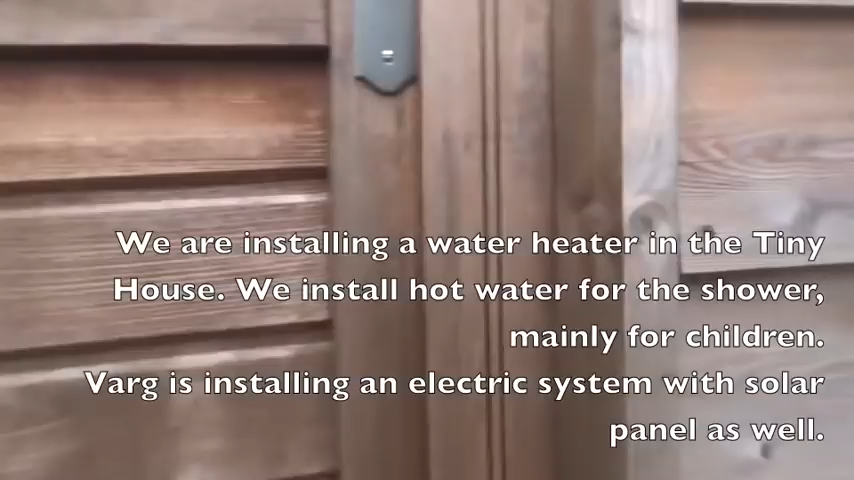 We are installing a water heater in the Tiny
House. We install hot water for the shower,
mainly for children.
Varg is installing an electric system with solar
panel as well.